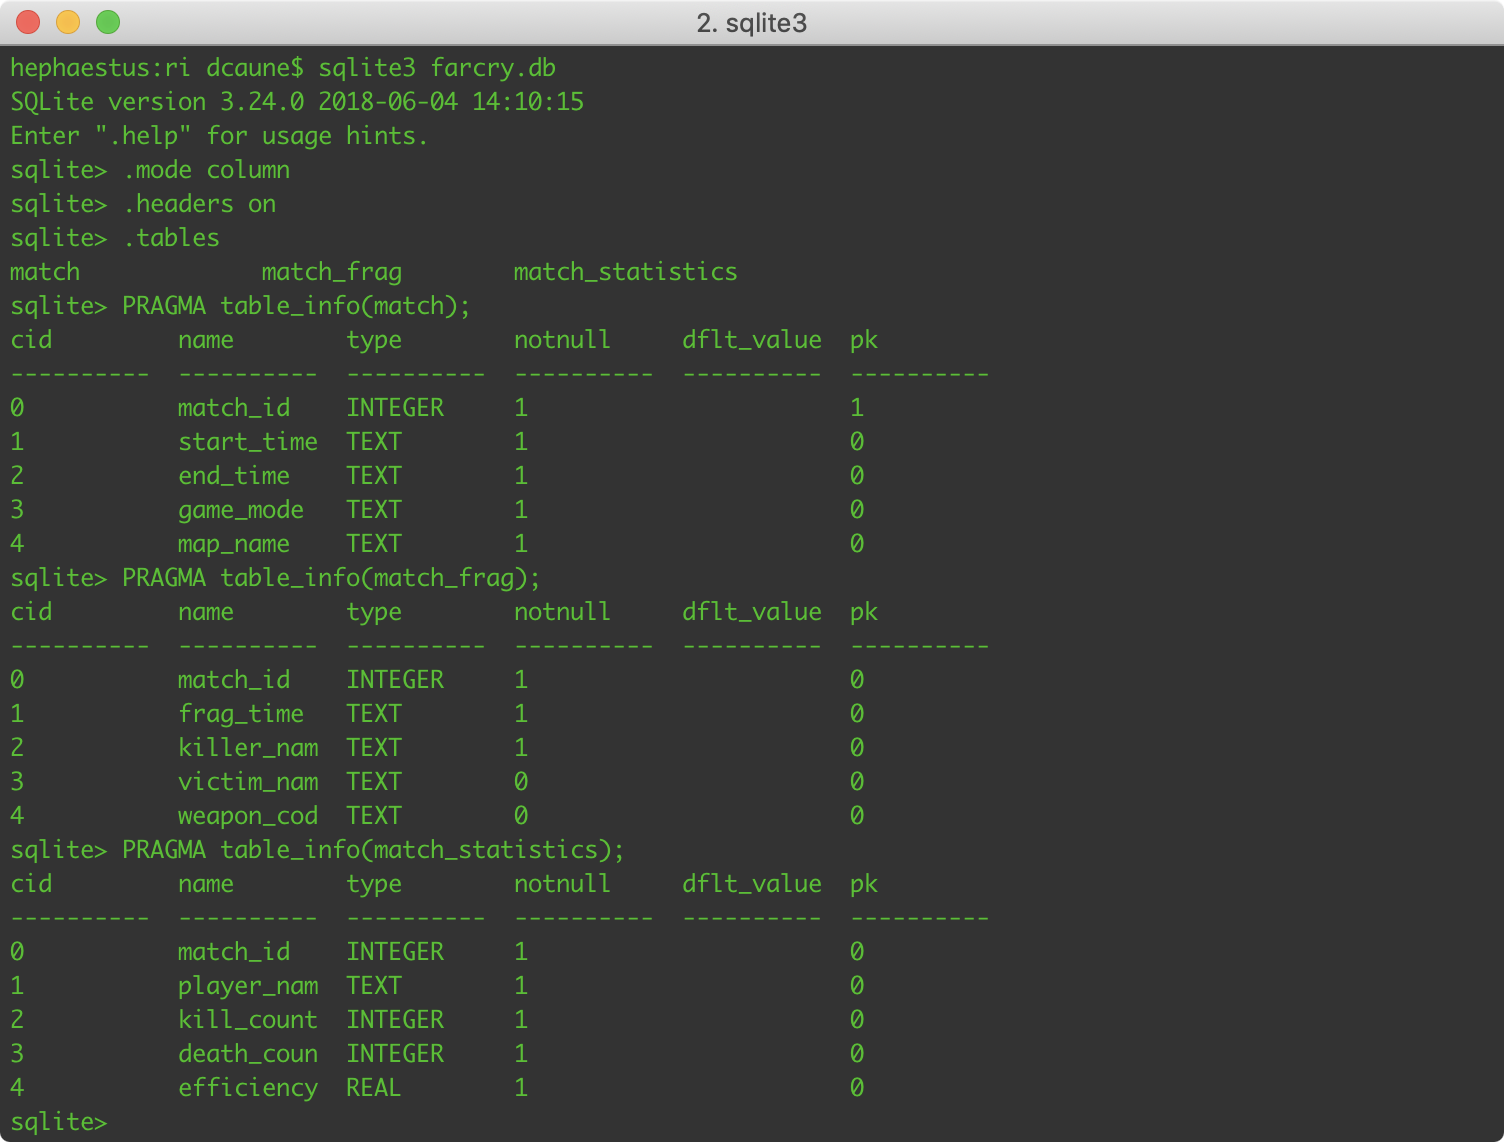 2. sqlite3
hephaestus:ri dcaune$ sqlite3 farcry.db
SQLite version 3.24.0 2018-06-04 14:10:15
Enter ".help" for usage hints.
sqlite> .mode column
sqlite> .headers on
sqlite> .tables
match             match_frag        match_statistics
sqlite> PRAGMA table_info(match);
cid         name        type        notnull     dflt_value  pk
----------  ----------  ----------  ----------  ----------  ----------
0           match_id    INTEGER     1                       1
1           start_time  TEXT        1                       0
2           end_time    TEXT        1                       0
3           game_mode   TEXT        1                       0
4           map_name    TEXT        1                       0
sqlite> PRAGMA table_info(match_frag);
cid         name        type        notnull     dflt_value  pk
----------  ----------  ----------  ----------  ----------  ----------
0           match_id    INTEGER     1                       0
1           frag_time   TEXT        1                       0
2           killer_nam  TEXT        1                       0
3           victim_nam  TEXT        0                       0
4           weapon_cod  TEXT        0                       0
sqlite> PRAGMA table_info(match_statistics);
cid         name        type        notnull     dflt_value  pk
----------  ----------  ----------  ----------  ----------  ----------
0           match_id    INTEGER     1                       0
1           player_nam  TEXT        1                       0
2           kill_count  INTEGER     1                       0
3           death_coun  INTEGER     1                       0
4           efficiency  REAL        1                       0
sqlite>